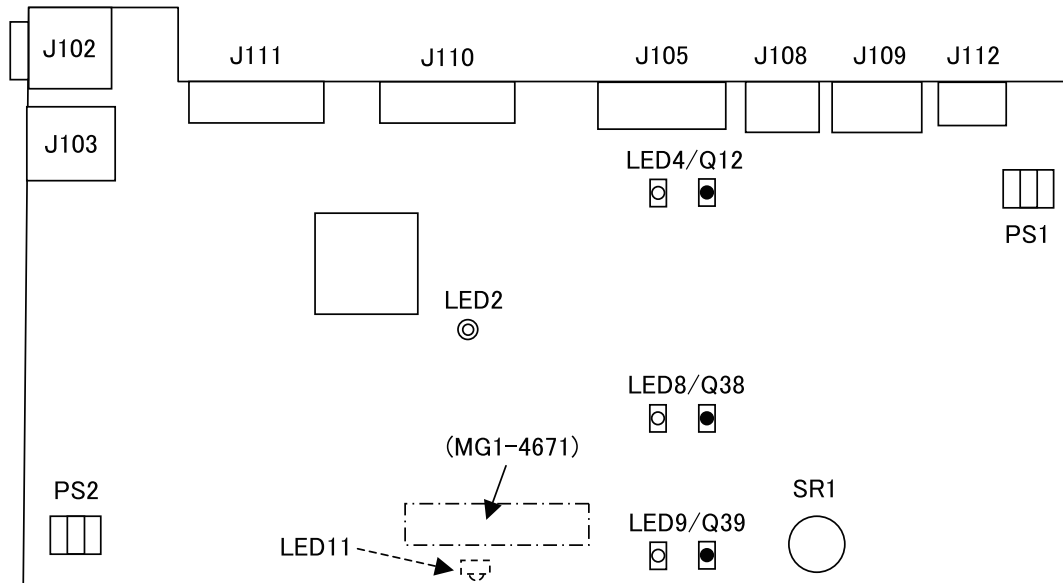 J102
J111
J110
J105
J108
J109
J112
J103
LED4/Q12
PS1
LED2
LED8/Q38
(MG1-4671)
PS2
SR1
LED9/Q39
LED11